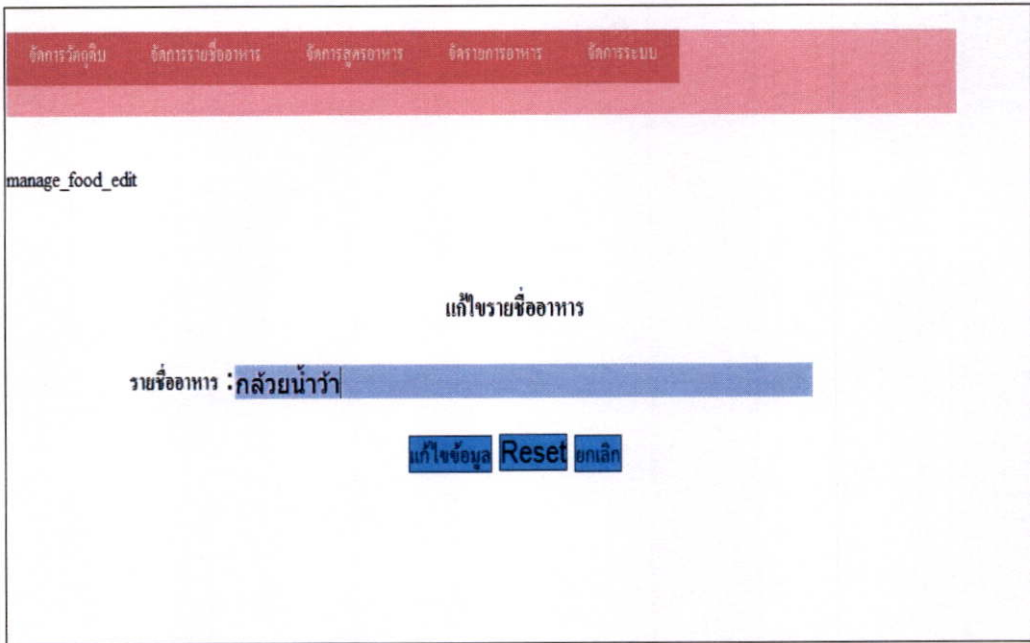 จัดการวัตถุดิบ จัดการรายชื่ออาหาร จัดการสูตรอาหาร จัดรายการอาหาร จัดการระบบ
manage_food_edit
แก้ไขรายชื่ออาหาร
รายชื่ออาหาร : กล้วยน้ำว้า
แก้ไขข้อมูล Reset ยกเลิก